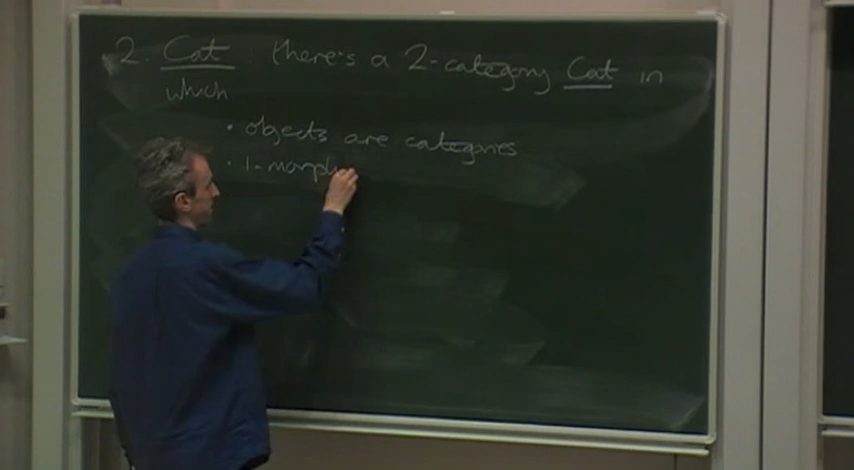 2. Cat there's a 2-category Cat in
which
• objects are categories
• 1-morph